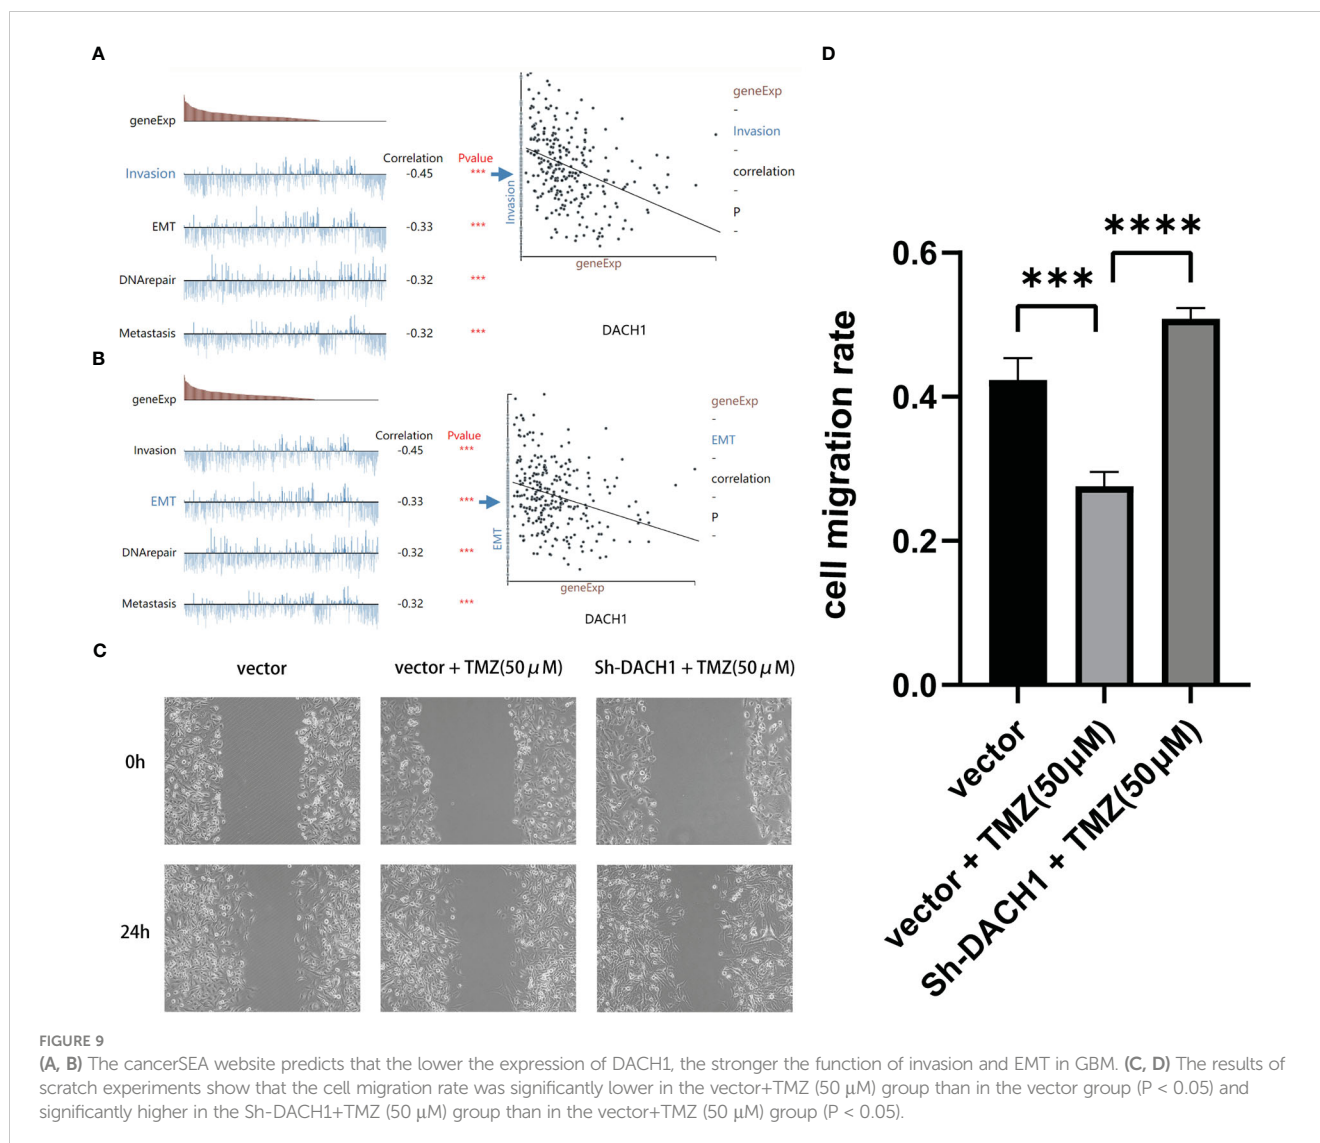 A
geneExp
Correlation Pvalue
Invasion -0.45 ***
EMT -0.33 ***
DNArepair -0.32 ***
Metastasis -0.32 ***
Invasion
geneExp
DACH1
geneExp
-
Invasion
-
correlation
-
P
-
B
geneExp
Correlation Pvalue
Invasion -0.45 ***
EMT -0.33 ***
DNArepair -0.32 ***
Metastasis -0.32 ***
EMT
geneExp
DACH1
geneExp
-
EMT
-
correlation
-
P
-
C
vector vector + TMZ(50 μM) Sh-DACH1 + TMZ(50 μM)
0h
24h
D
cell migration rate
0.6
0.4
0.2
0.0
***
****
vector
vector + TMZ(50μM)
Sh-DACH1 + TMZ(50μM)
FIGURE 9
(A, B) The cancerSEA website predicts that the lower the expression of DACH1, the stronger the function of invasion and EMT in GBM. (C, D) The results of
scratch experiments show that the cell migration rate was significantly lower in the vector+TMZ (50 μM) group than in the vector group (P < 0.05) and
significantly higher in the Sh-DACH1+TMZ (50 μM) group than in the vector+TMZ (50 μM) group (P < 0.05).